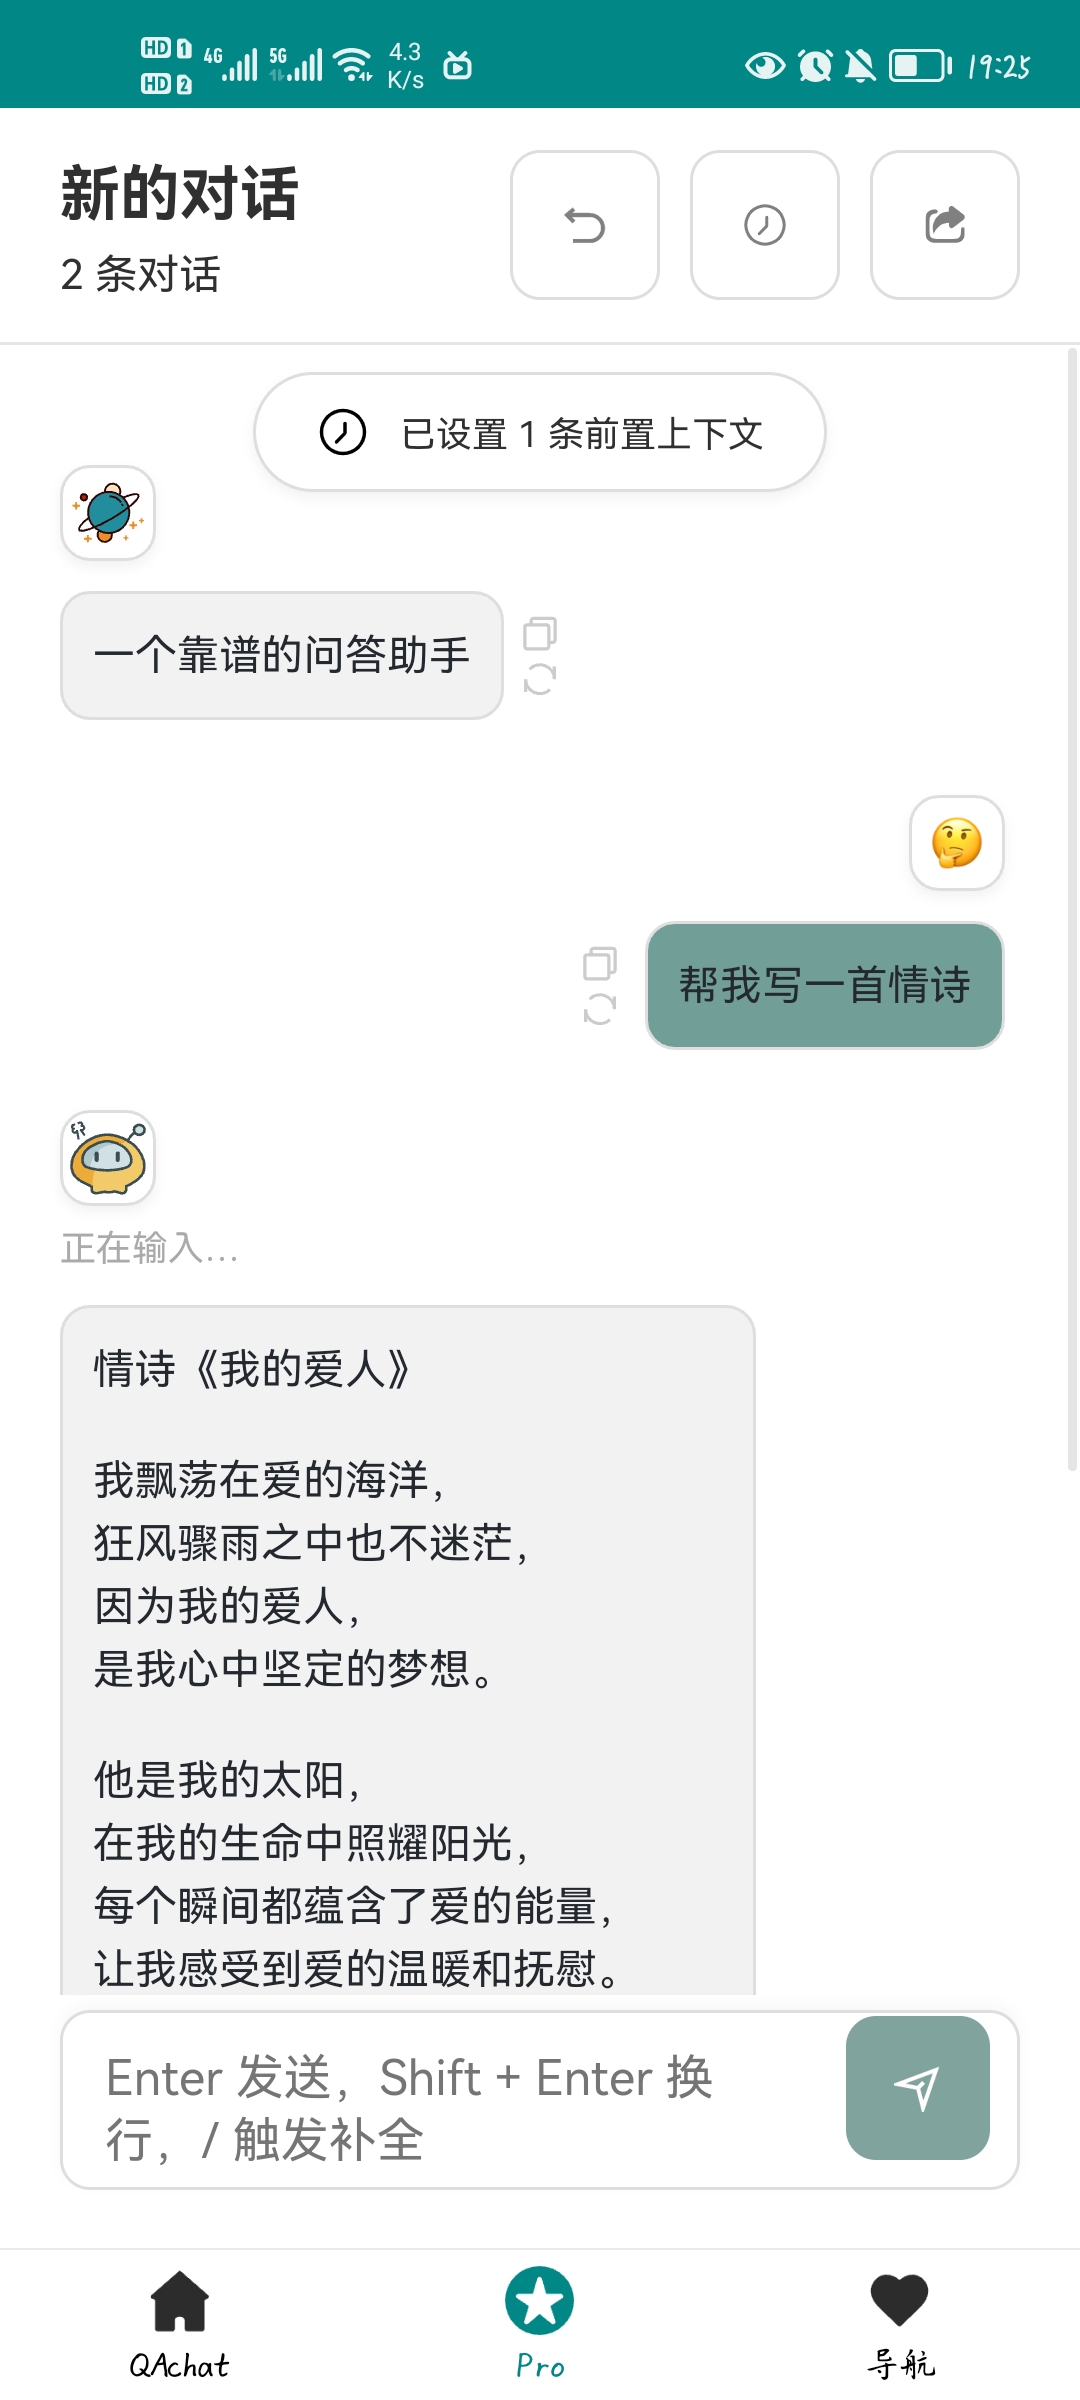 HD 1 4G 5G 4.3 19:25
HD 2 K/s
新的对话
2 条对话
已设置 1 条前置上下文
一个靠谱的问答助手
帮我写一首情诗
正在输入...
情诗《我的爱人》
我飘荡在爱的海洋，
狂风骤雨之中也不迷茫，
因为我的爱人，
是我心中坚定的梦想。
他是我的太阳，
在我的生命中照耀阳光，
每个瞬间都蕴含了爱的能量，
让我感受到爱的温暖和抚慰。
Enter 发送，Shift + Enter 换
行，/ 触发补全
QAchat Pro 导航